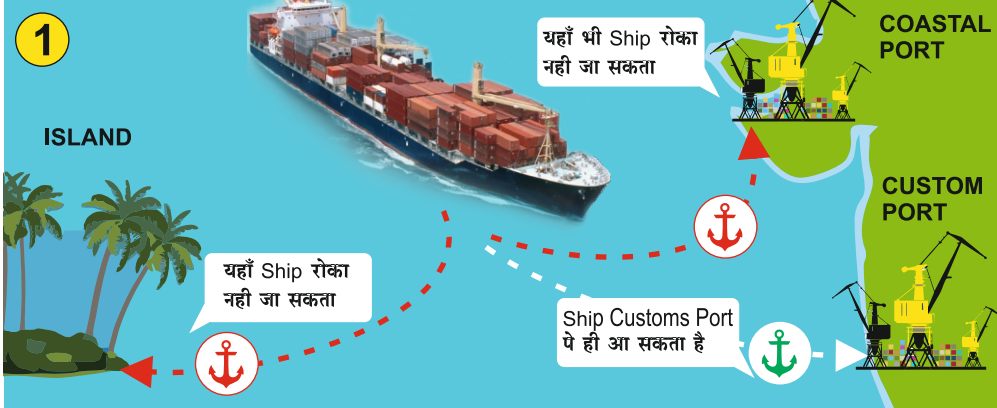 1
ISLAND
यहाँ Ship रोका
नही जा सकता
यहाँ भी Ship रोका
नही जा सकता
COASTAL
PORT
CUSTOM
PORT
Ship Customs Port
पे ही आ सकता है